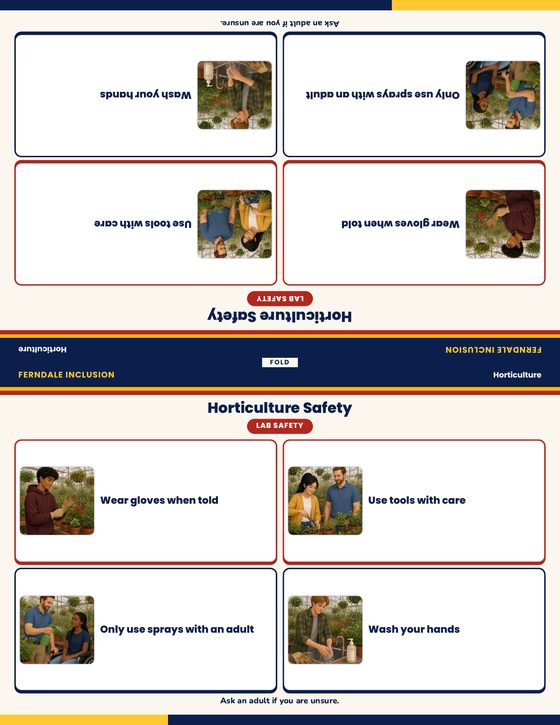 Ask an adult if you are unsure.
Only use sprays with an adult
Wash your hands
Wear gloves when told
Use tools with care
LAB SAFETY
Horticulture Safety
FERNDALE INCLUSION
Horticulture
FOLD
FERNDALE INCLUSION
Horticulture
Horticulture Safety
LAB SAFETY
Wear gloves when told
Use tools with care
Only use sprays with an adult
Wash your hands
Ask an adult if you are unsure.